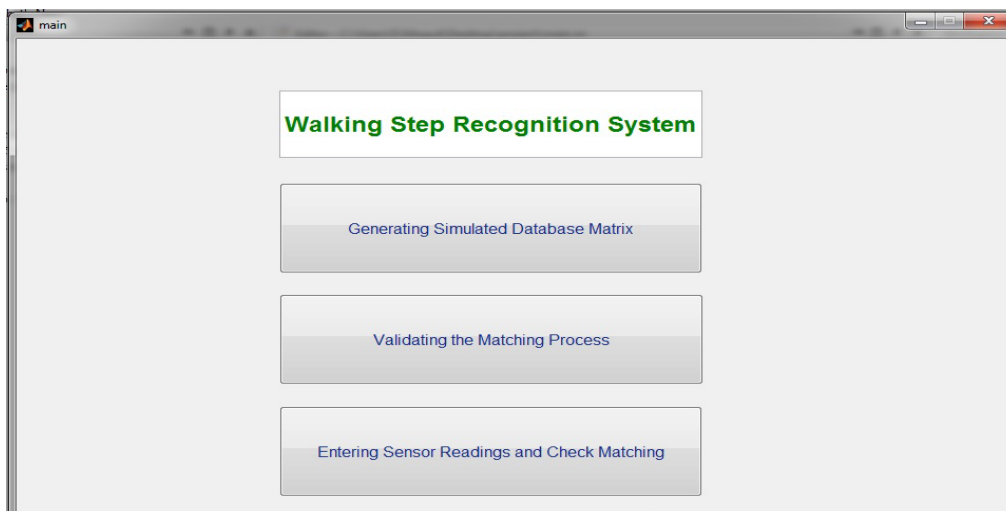 main
Walking Step Recognition System
Generating Simulated Database Matrix
Validating the Matching Process
Entering Sensor Readings and Check Matching